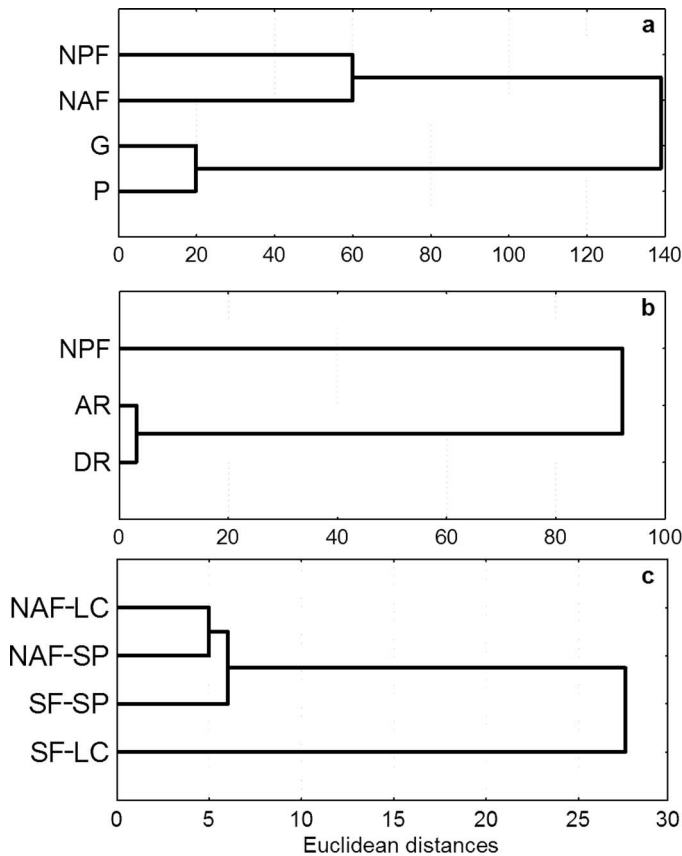 a
NPF
NAF
G
P
0 20 40 60 80 100 120 140
b
NPF
AR
DR
0 20 40 60 80 100
c
NAF-LC
NAF-SP
SF-SP
SF-LC
0 5 10 15 20 25 30
Euclidean distances